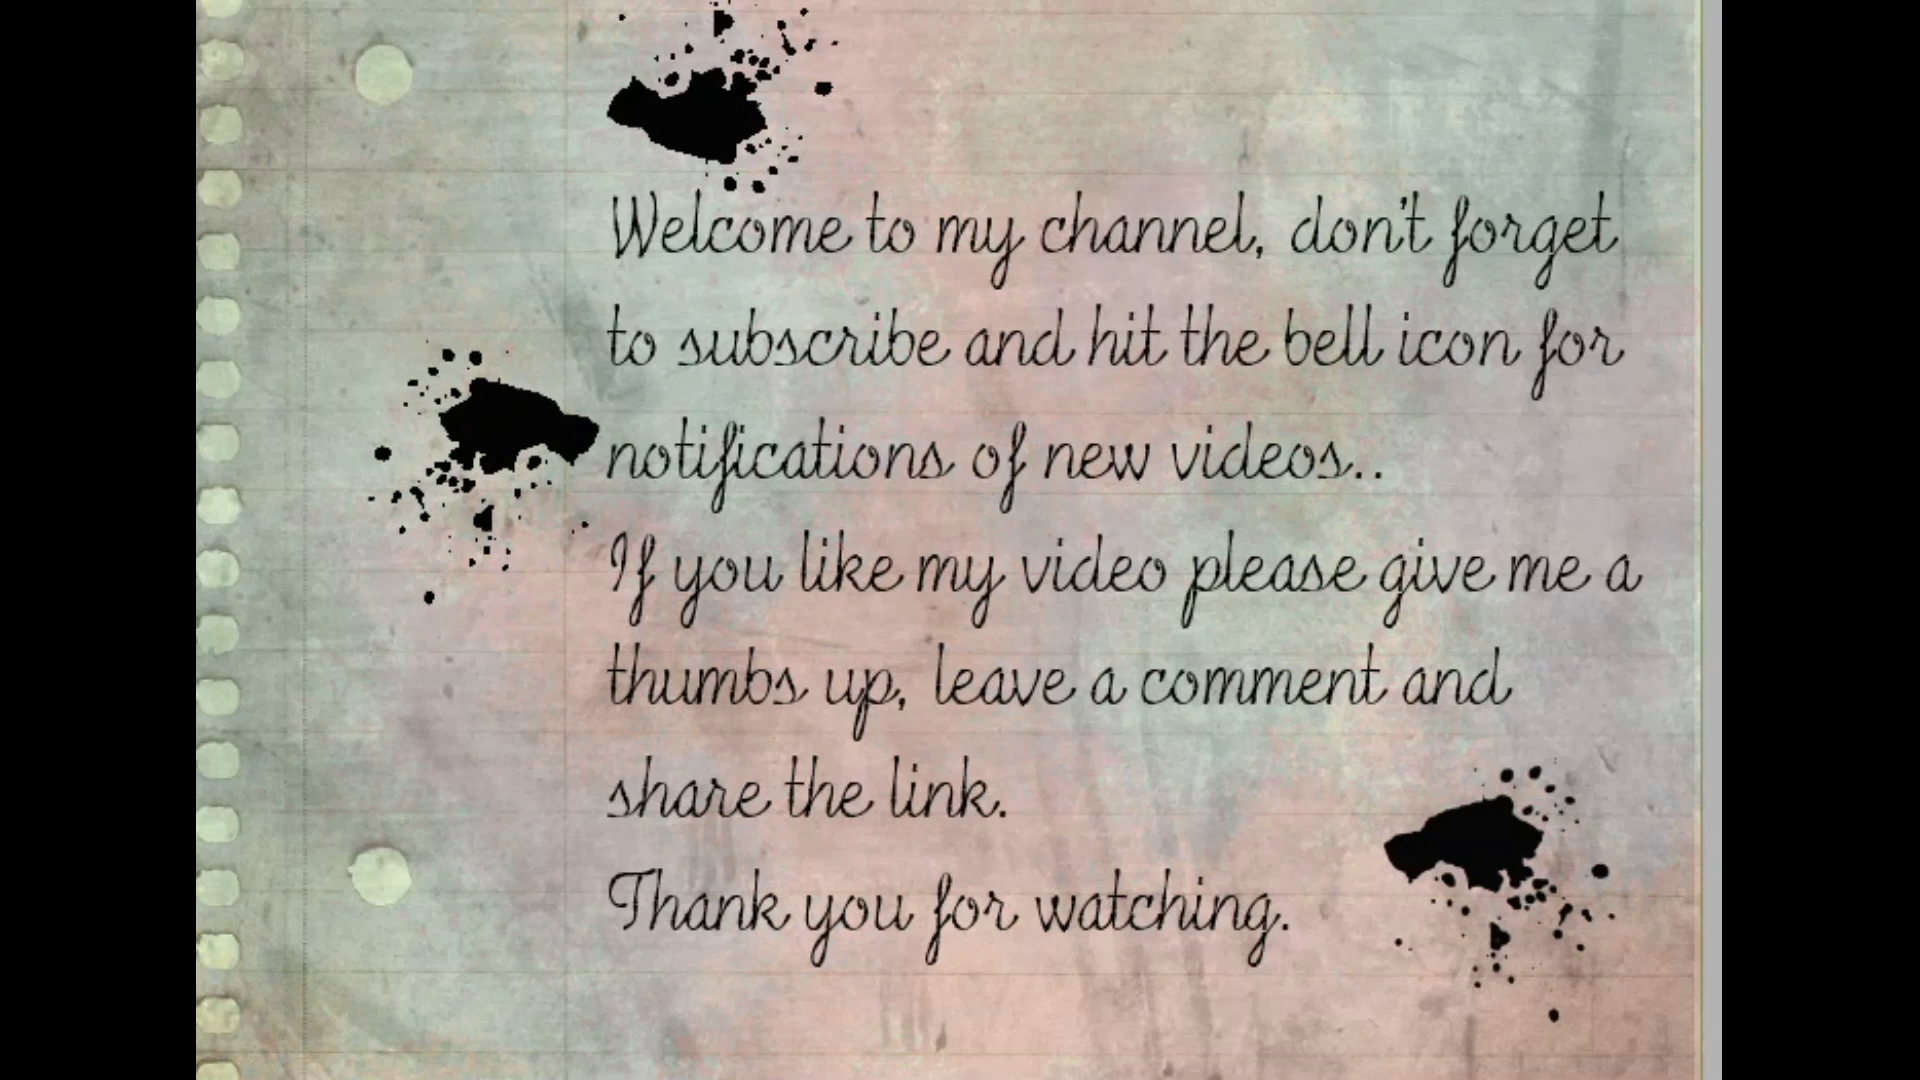 Welcome to my channel, don't forget
to subscribe and hit the bell icon for
notifications of new videos..
If you like my video please give me a
thumbs up, leave a comment and
share the link.
Thank you for watching.